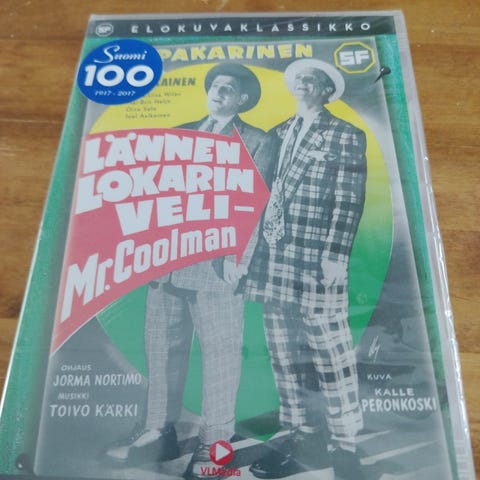 SF ELOKUVAKLASSIKKO
PAKARINEN
Suomi
100
1917 - 2017
SF
LÄNNEN
LOKARIN
VELI–
Mr. Coolman
OHJAUS
JORMA NORTIMO
MUSIIKKI
TOIVO KÄRKI
KUVA
KALLE
PERONKOSKI
VLMedia